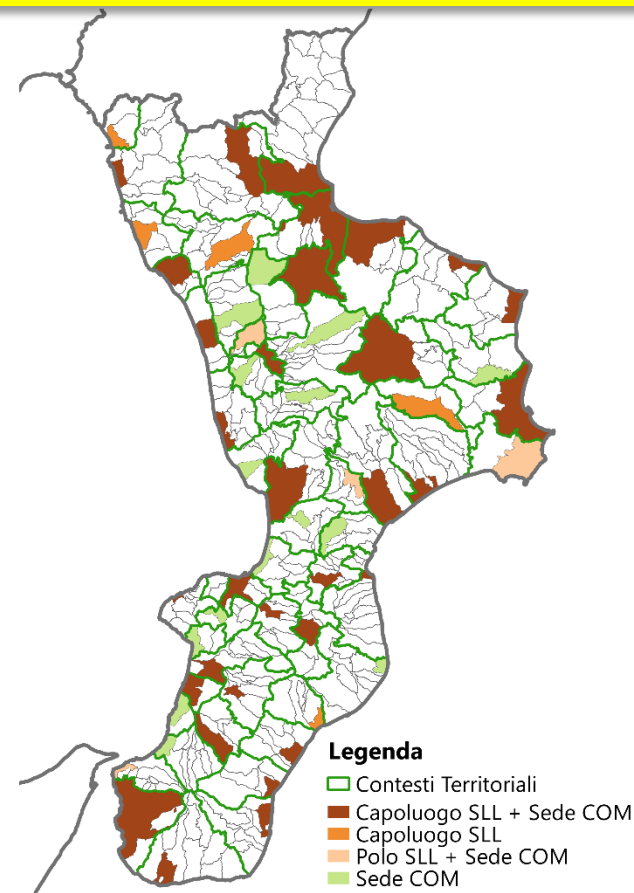 Legenda
Contesti Territoriali
Capoluogo SLL + Sede COM
Capoluogo SLL
Polo SLL + Sede COM
Sede COM